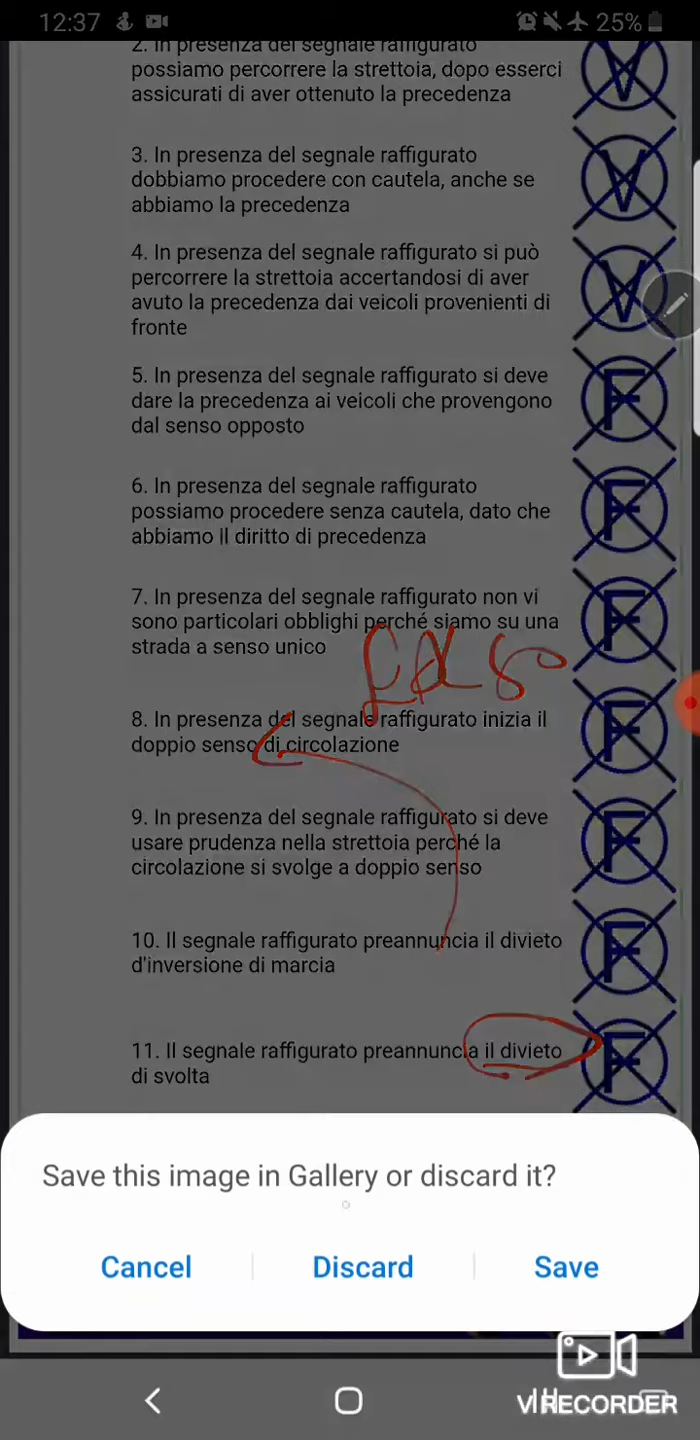 12:37
25%
2. In presenza del segnale raffigurato
possiamo percorrere la strettoia, dopo esserci
assicurati di aver ottenuto la precedenza
V
3. In presenza del segnale raffigurato
dobbiamo procedere con cautela, anche se
abbiamo la precedenza
V
4. In presenza del segnale raffigurato si può
percorrere la strettoia accertandosi di aver
avuto la precedenza dai veicoli provenienti di
fronte
V
5. In presenza del segnale raffigurato si deve
dare la precedenza ai veicoli che provengono
dal senso opposto
F
6. In presenza del segnale raffigurato
possiamo procedere senza cautela, dato che
abbiamo il diritto di precedenza
F
7. In presenza del segnale raffigurato non vi
sono particolari obblighi perché siamo su una
strada a senso unico
F
falso
8. In presenza del segnale raffigurato inizia il
doppio senso di circolazione
F
9. In presenza del segnale raffigurato si deve
usare prudenza nella strettoia perché la
circolazione si svolge a doppio senso
F
10. Il segnale raffigurato preannuncia il divieto
d'inversione di marcia
F
11. Il segnale raffigurato preannuncia il divieto
di svolta
F
Save this image in Gallery or discard it?
Cancel
Discard
Save
VIRECORDER